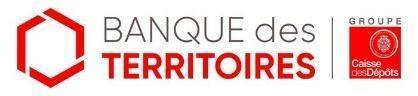 BANQUE des
TERRITOIRES
GROUPE
Caisse
desDépôts